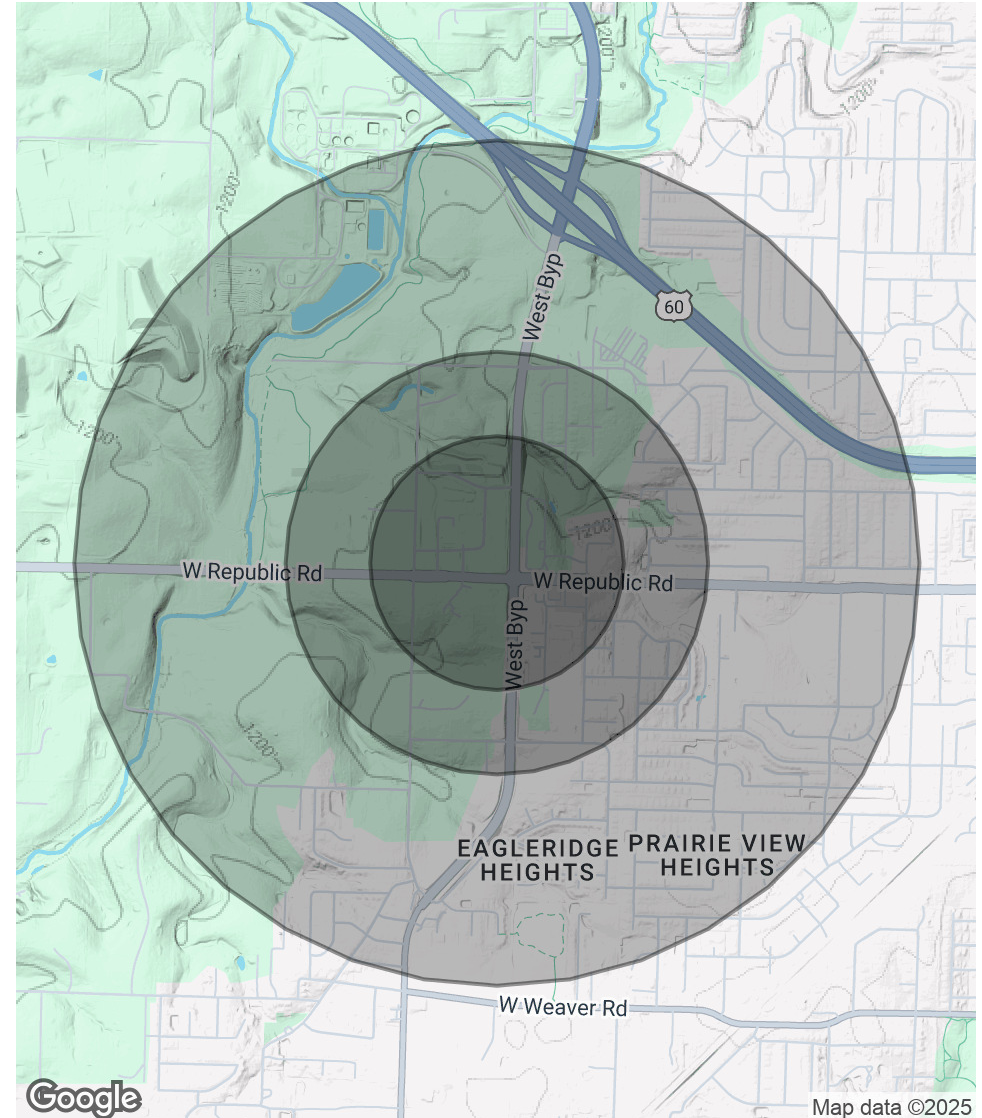 1200'
1200'
1200'
West Byp
60
1200'
1200'
W Republic Rd
W Republic Rd
West Byp
1200'
EAGLERIDGE
HEIGHTS
PRAIRIE VIEW
HEIGHTS
W Weaver Rd
Google
Map data ©2025